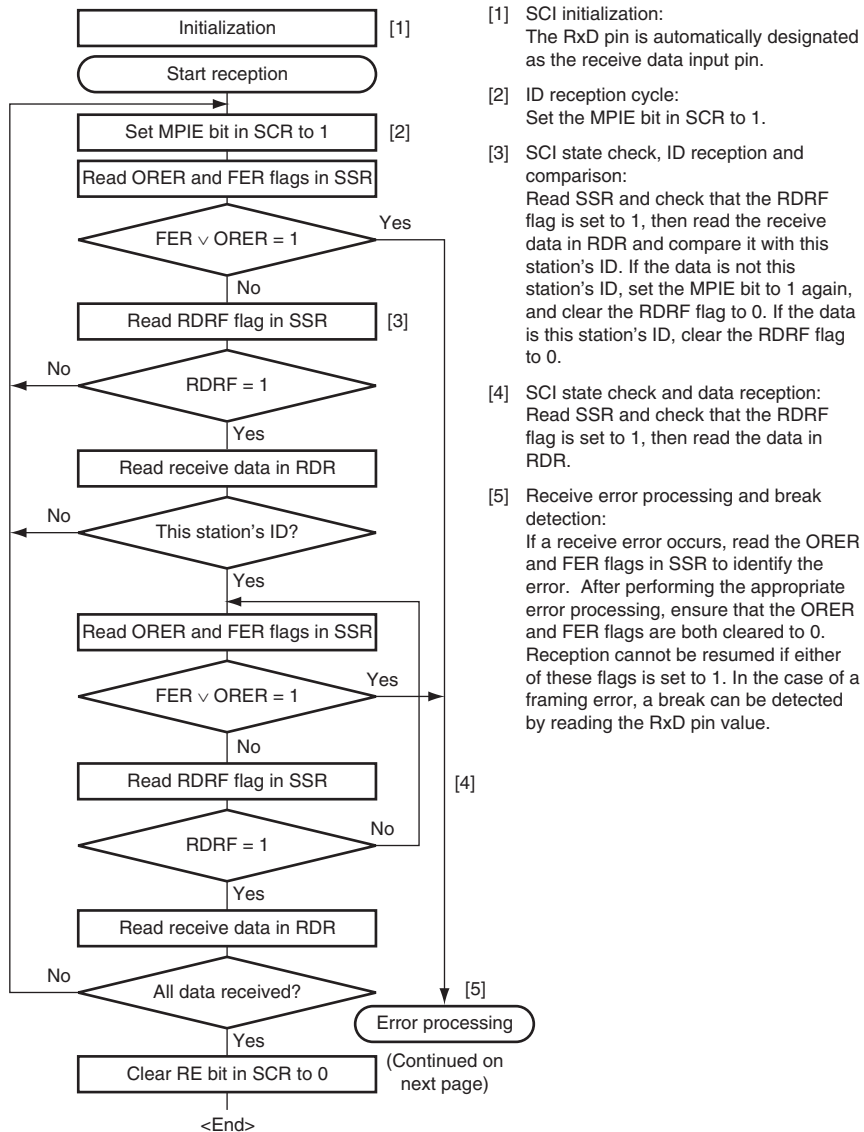 Initialization
[1]
Start reception
Set MPIE bit in SCR to 1
[2]
Read ORER and FER flags in SSR
FER ∨ ORER = 1
Yes
No
Read RDRF flag in SSR
[3]
No
RDRF = 1
Yes
Read receive data in RDR
No
This station's ID?
Yes
Read ORER and FER flags in SSR
FER ∨ ORER = 1
Yes
No
Read RDRF flag in SSR
[4]
RDRF = 1
No
Yes
Read receive data in RDR
No
All data received?
[5]
Error processing
Yes
(Continued on
next page)
Clear RE bit in SCR to 0
<End>
[1] SCI initialization:
The RxD pin is automatically designated
as the receive data input pin.
[2] ID reception cycle:
Set the MPIE bit in SCR to 1.
[3] SCI state check, ID reception and
comparison:
Read SSR and check that the RDRF
flag is set to 1, then read the receive
data in RDR and compare it with this
station's ID. If the data is not this
station's ID, set the MPIE bit to 1 again,
and clear the RDRF flag to 0. If the data
is this station's ID, clear the RDRF flag
to 0.
[4] SCI state check and data reception:
Read SSR and check that the RDRF
flag is set to 1, then read the data in
RDR.
[5] Receive error processing and break
detection:
If a receive error occurs, read the ORER
and FER flags in SSR to identify the
error. After performing the appropriate
error processing, ensure that the ORER
and FER flags are both cleared to 0.
Reception cannot be resumed if either
of these flags is set to 1. In the case of a
framing error, a break can be detected
by reading the RxD pin value.